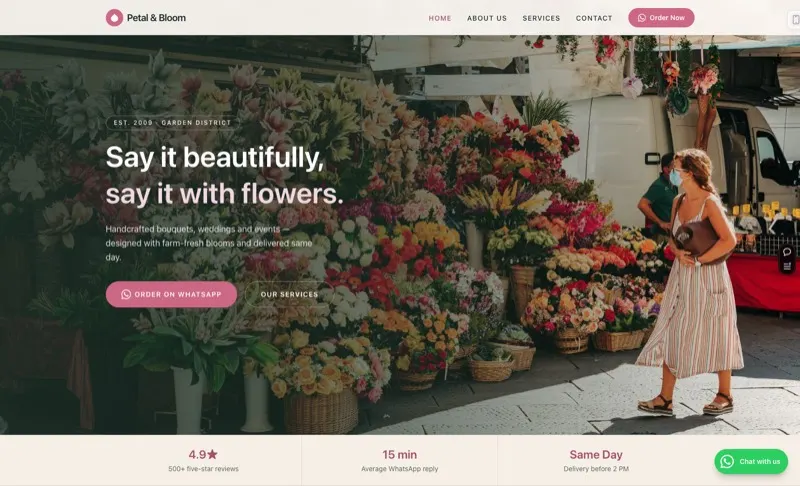 Petal & Bloom
HOME ABOUT US SERVICES CONTACT Order Now
EST. 2009 · GARDEN DISTRICT
Say it beautifully,
say it with flowers.
Handcrafted bouquets, weddings and events —
designed with farm-fresh blooms and delivered same
day.
ORDER ON WHATSAPP OUR SERVICES
4.9★ 15 min Same Day
500+ five-star reviews Average WhatsApp reply Delivery before 2 PM
Chat with us